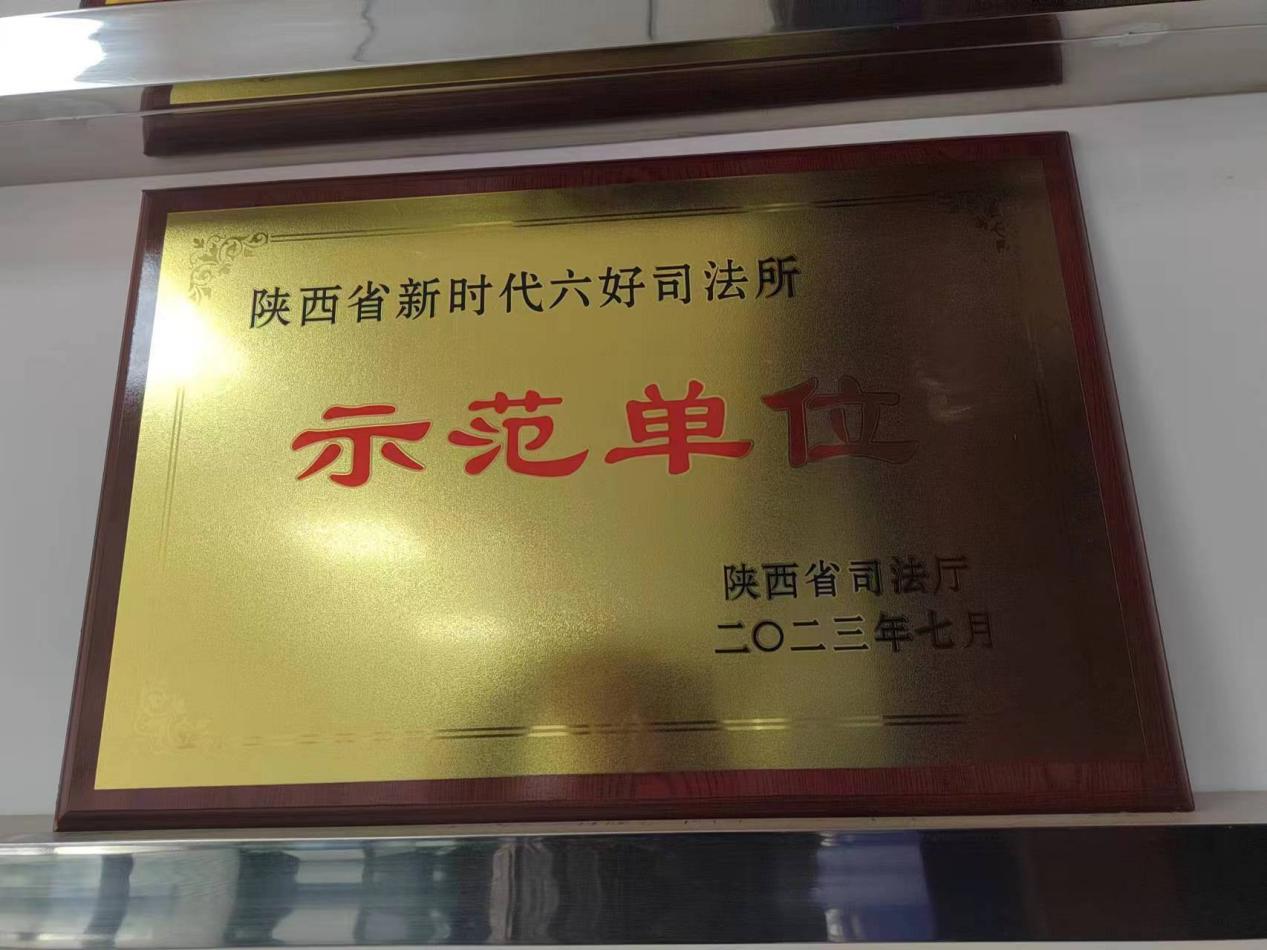 陕西省新时代六好司法所
示范单位
陕西省司法厅
二〇二三年七月